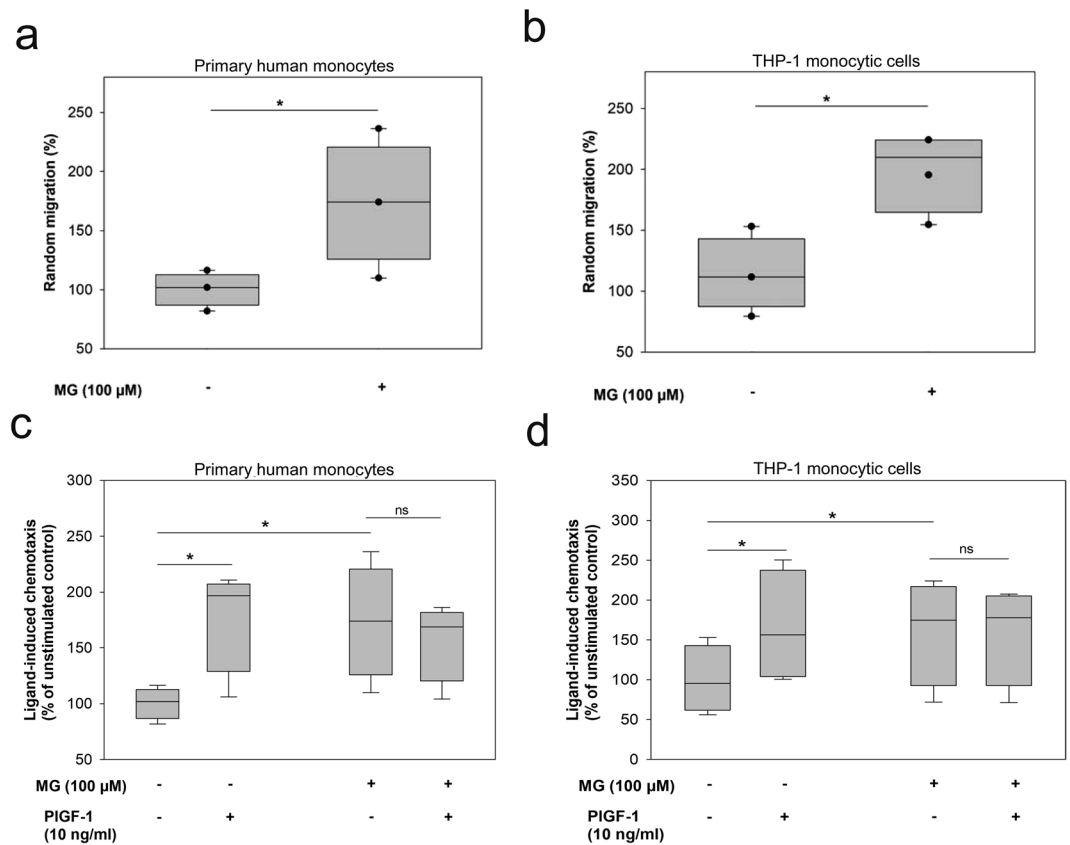 a
Primary human monocytes
Random migration (%)
250
200
150
100
50
*
MG (100 µM)
-
+
b
THP-1 monocytic cells
Random migration (%)
250
200
150
100
50
*
MG (100 µM)
-
+
c
Primary human monocytes
Ligand-induced chemotaxis
(% of unstimulated control)
300
250
200
150
100
50
*
*
ns
MG (100 µM)
-
-
+
+
PlGF-1
(10 ng/ml)
-
+
-
+
d
THP-1 monocytic cells
Ligand-induced chemotaxis
(% of unstimulated control)
350
300
250
200
150
100
50
0
*
*
ns
MG (100 µM)
-
-
+
+
PlGF-1
(10 ng/ml)
-
+
-
+